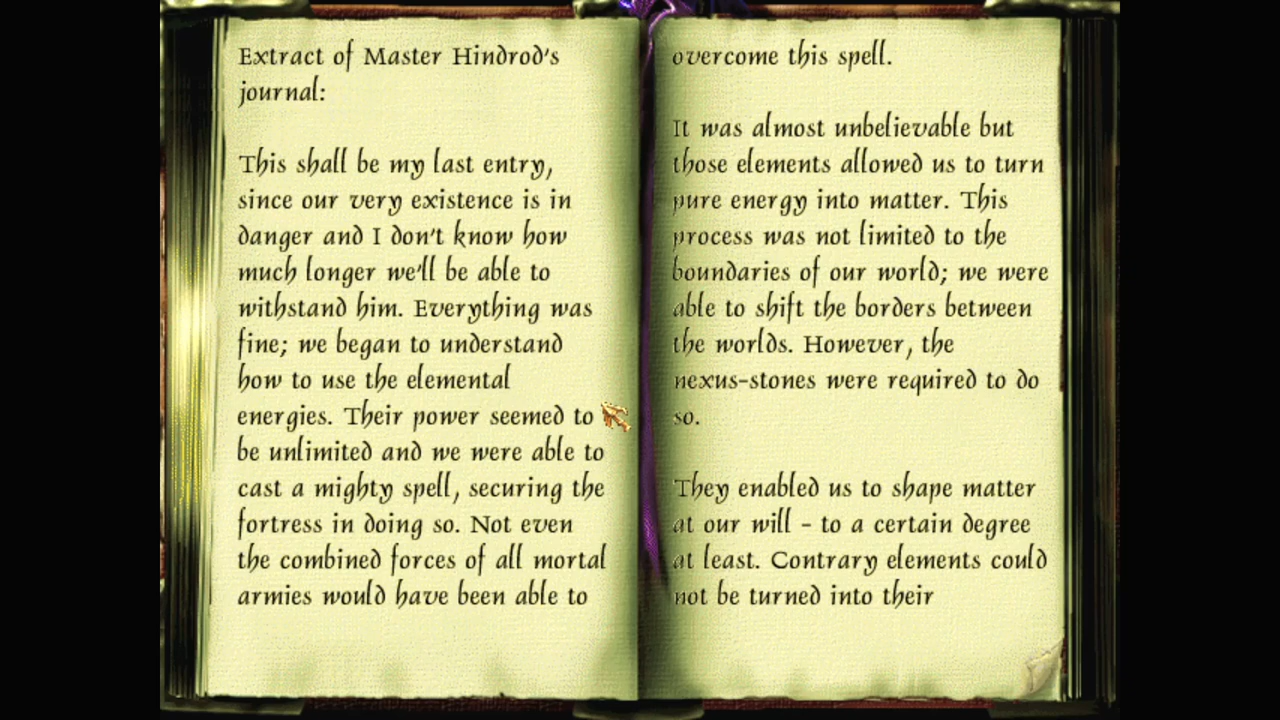 Extract of Master Hindrod's
journal:
This shall be my last entry,
since our very existence is in
danger and I don't know how
much longer we'll be able to
withstand him. Everything was
fine; we began to understand
how to use the elemental
energies. Their power seemed to
be unlimited and we were able to
cast a mighty spell, securing the
fortress in doing so. Not even
the combined forces of all mortal
armies would have been able to
overcome this spell.
It was almost unbelievable but
those elements allowed us to turn
pure energy into matter. This
process was not limited to the
boundaries of our world; we were
able to shift the borders between
the worlds. However, the
nexus-stones were required to do
so.
They enabled us to shape matter
at our will - to a certain degree
at least. Contrary elements could
not be turned into their